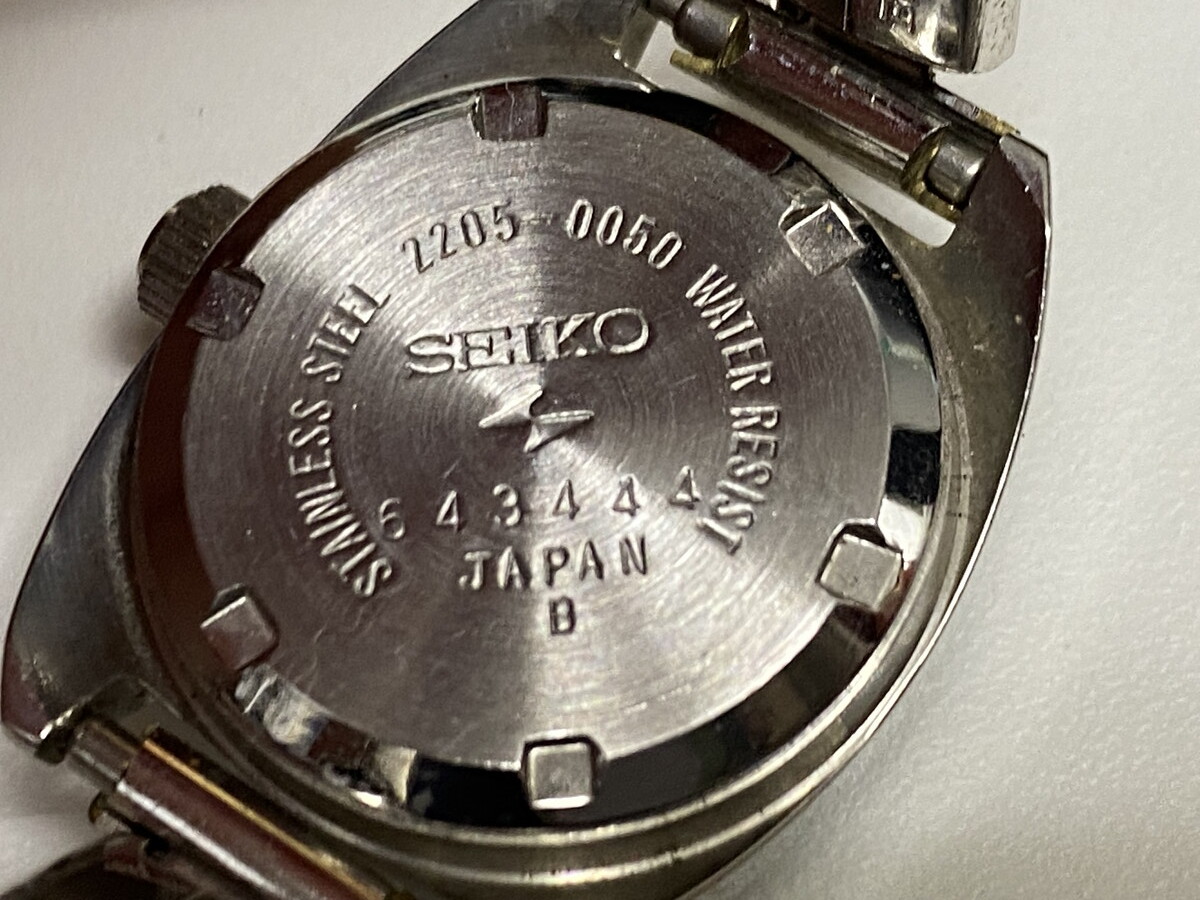 STAINLESS STEEL 2205-0050 WATER RESIST
SEIKO
643444
JAPAN
B
B